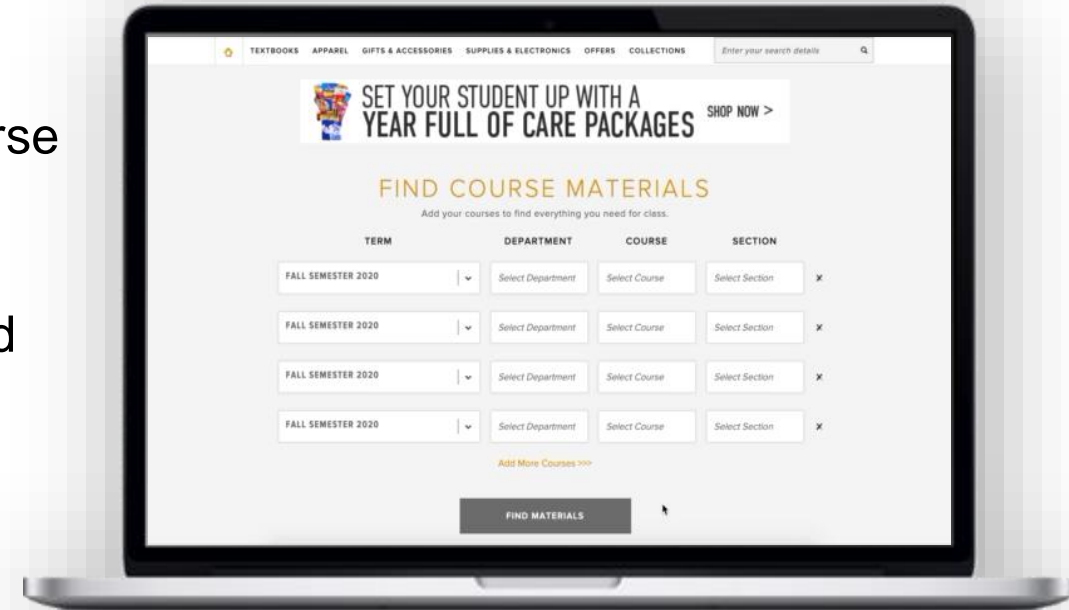 rse
d
TEXTBOOKS APPAREL GIFTS & ACCESSORIES SUPPLIES & ELECTRONICS OFFERS COLLECTIONS Enter your search details
SET YOUR STUDENT UP WITH A
YEAR FULL OF CARE PACKAGES
SHOP NOW >
FIND COURSE MATERIALS
Add your courses to find everything you need for class.
TERM DEPARTMENT COURSE SECTION
FALL SEMESTER 2020 Select Department Select Course Select Section x
FALL SEMESTER 2020 Select Department Select Course Select Section x
FALL SEMESTER 2020 Select Department Select Course Select Section x
FALL SEMESTER 2020 Select Department Select Course Select Section x
Add More Courses >>>
FIND MATERIALS